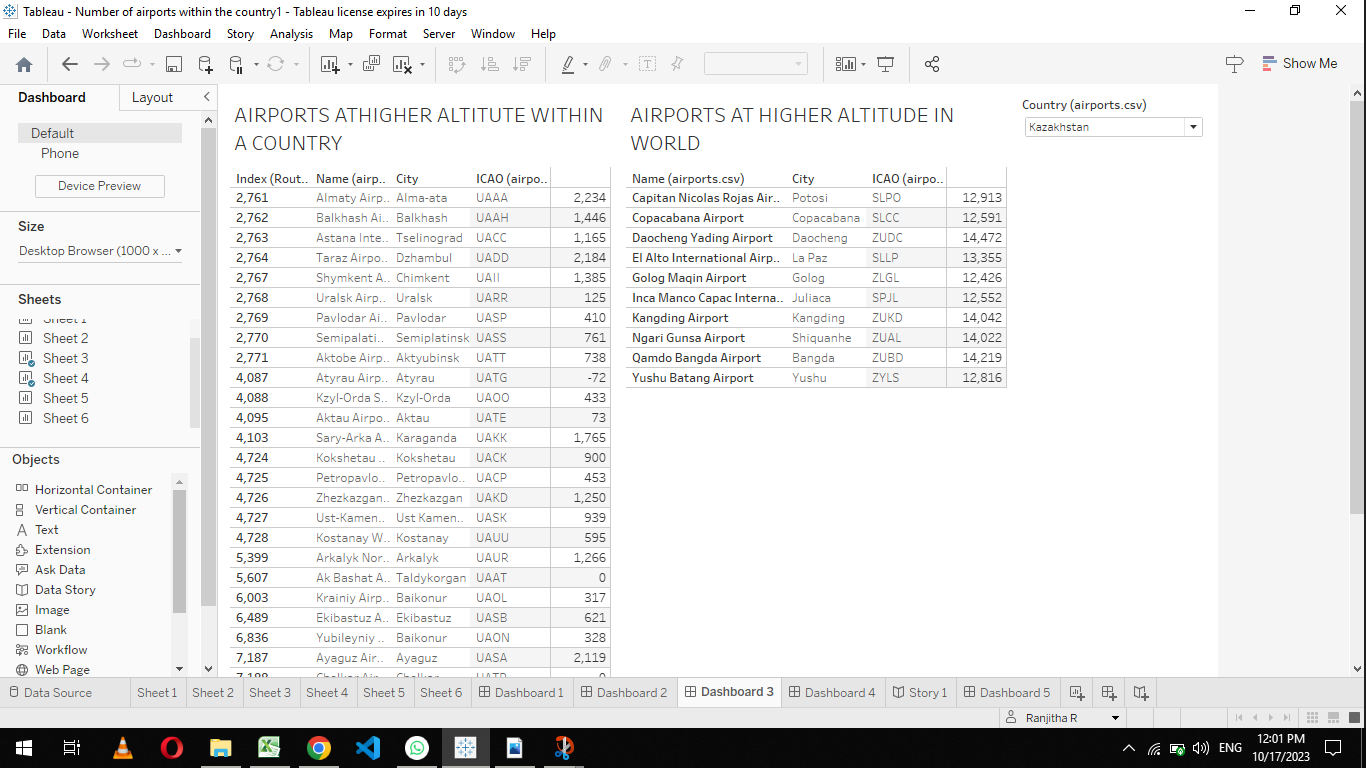 Tableau - Number of airports within the country1 - Tableau license expires in 10 days
File Data Worksheet Dashboard Story Analysis Map Format Server Window Help
Show Me
Dashboard Layout
Default
Phone
Device Preview
Size
Desktop Browser (1000 x ...
Sheets
Sheet 1
Sheet 2
Sheet 3
Sheet 4
Sheet 5
Sheet 6
Objects
Horizontal Container
Vertical Container
Text
Extension
Ask Data
Data Story
Image
Blank
Workflow
Web Page
AIRPORTS ATHIGHER ALTITUTE WITHIN
A COUNTRY
Index (Rout.. Name (airp.. City ICAO (airpo..
2,761 Almaty Airp.. Alma-ata UAAA 2,234
2,762 Balkhash Ai.. Balkhash UAAH 1,446
2,763 Astana Inte.. Tselinograd UACC 1,165
2,764 Taraz Airpo.. Dzhambul UADD 2,184
2,767 Shymkent A.. Chimkent UAII 1,385
2,768 Uralsk Airp.. Uralsk UARR 125
2,769 Pavlodar Ai.. Pavlodar UASP 410
2,770 Semipalati.. Semiplatinsk UASS 761
2,771 Aktobe Airp.. Aktyubinsk UATT 738
4,087 Atyrau Airp.. Atyrau UATG -72
4,088 Kzyl-Orda S.. Kzyl-Orda UAOO 433
4,095 Aktau Airpo.. Aktau UATE 73
4,103 Sary-Arka A.. Karaganda UAKK 1,765
4,724 Kokshetau .. Kokshetau UACK 900
4,725 Petropavlo.. Petropavlo.. UACP 453
4,726 Zhezkazgan.. Zhezkazgan UAKD 1,250
4,727 Ust-Kamen.. Ust Kamen.. UASK 939
4,728 Kostanay W.. Kostanay UAUU 595
5,399 Arkalyk Nor.. Arkalyk UAUR 1,266
5,607 Ak Bashat A.. Taldykorgan UAAT 0
6,003 Krainiy Airp.. Baikonur UAOL 317
6,489 Ekibastuz A.. Ekibastuz UASB 621
6,836 Yubileyniy .. Baikonur UAON 328
7,187 Ayaguz Air.. Ayaguz UASA 2,119
AIRPORTS AT HIGHER ALTITUDE IN
WORLD
Name (airports.csv) City ICAO (airpo..
Capitan Nicolas Rojas Air.. Potosi SLPO 12,913
Copacabana Airport Copacabana SLCC 12,591
Daocheng Yading Airport Daocheng ZUDC 14,472
El Alto International Airp.. La Paz SLLP 13,355
Golog Maqin Airport Golog ZLGL 12,426
Inca Manco Capac Interna.. Juliaca SPJL 12,552
Kangding Airport Kangding ZUKD 14,042
Ngari Gunsa Airport Shiquanhe ZUAL 14,022
Qamdo Bangda Airport Bangda ZUBD 14,219
Yushu Batang Airport Yushu ZYLS 12,816
Country (airports.csv)
Kazakhstan
Data Source Sheet 1 Sheet 2 Sheet 3 Sheet 4 Sheet 5 Sheet 6 Dashboard 1 Dashboard 2 Dashboard 3 Dashboard 4 Story 1 Dashboard 5
Ranjitha R
ENG
12:01 PM
10/17/2023